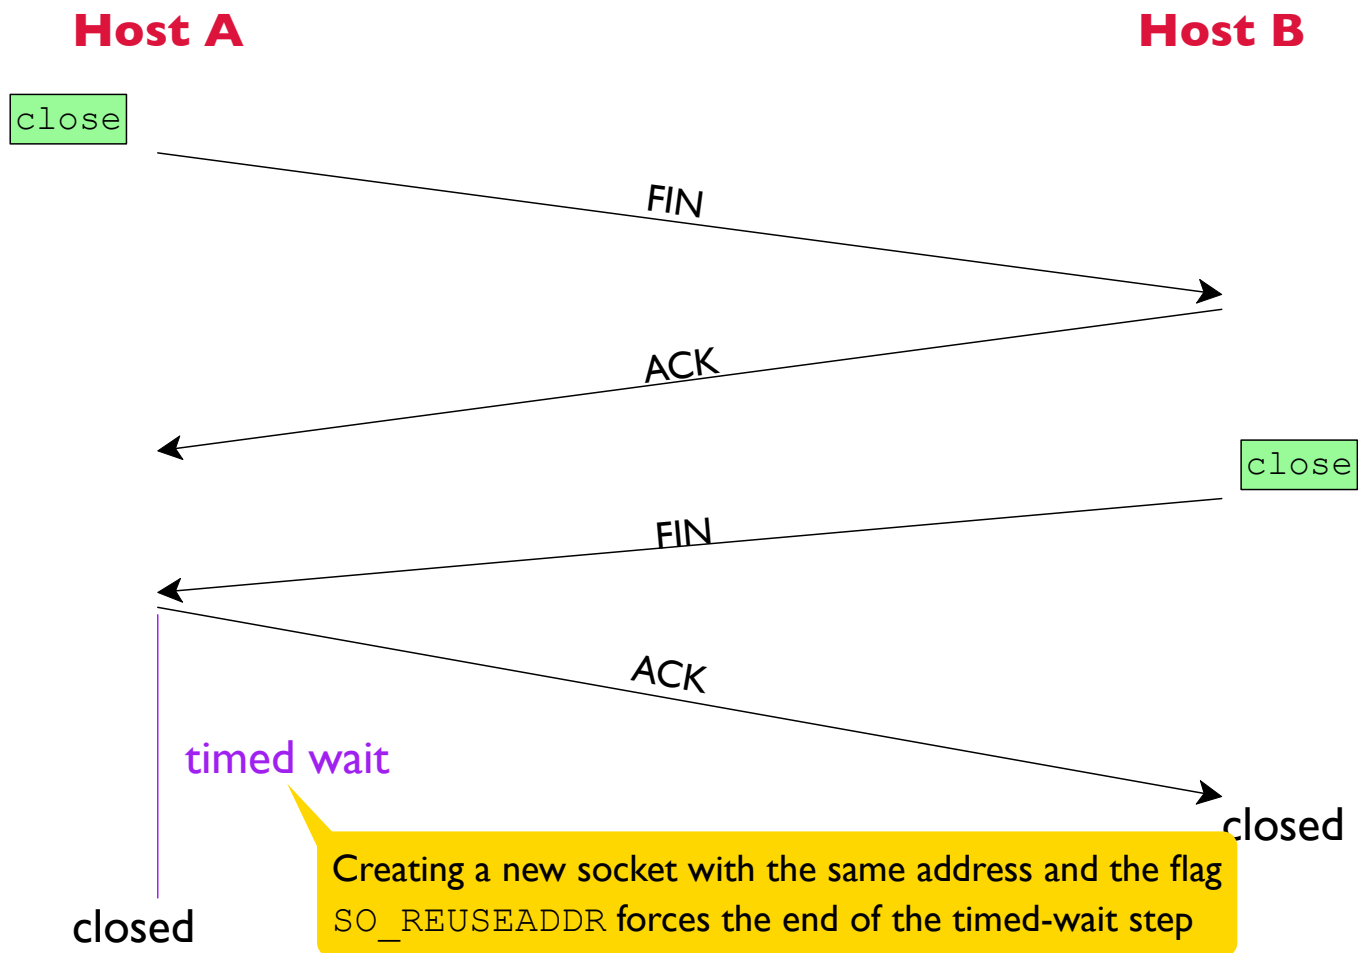 Host A
Host B
close
FIN
ACK
close
FIN
ACK
timed wait
closed
Creating a new socket with the same address and the flag
SO_REUSEADDR forces the end of the timed-wait step
closed